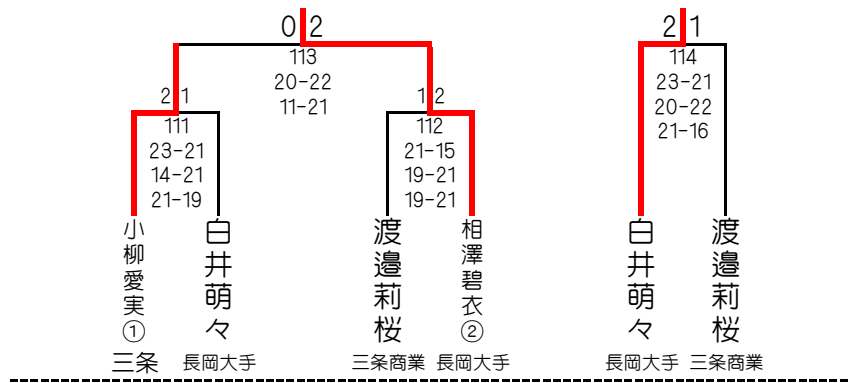 0 2
113
20-22
11-21
2 1
111
23-21
14-21
21-19
1 2
112
21-15
19-21
19-21
2 1
114
23-21
20-22
21-16
小柳愛実①
白井萌々
渡邉莉桜
相澤碧衣②
白井萌々
渡邉莉桜
三条 長岡大手 三条商業 長岡大手 長岡大手 三条商業